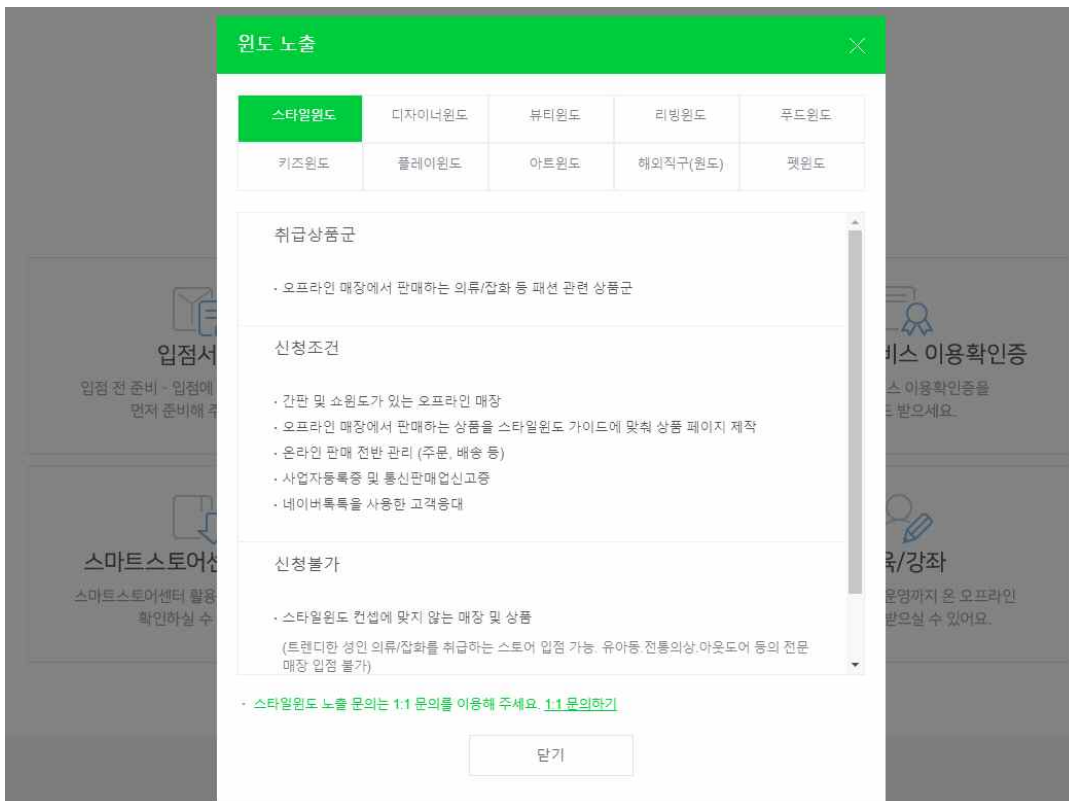 윈도 노출
스타일윈도 디자이너윈도 뷰티윈도 리빙윈도 푸드윈도
키즈윈도 플레이윈도 아트윈도 해외직구(윈도) 펫윈도
취급상품군
· 오프라인 매장에서 판매하는 의류/잡화 등 패션 관련 상품군
신청조건
· 간판 및 쇼윈도가 있는 오프라인 매장
· 오프라인 매장에서 판매하는 상품을 스타일윈도 가이드에 맞춰 상품 페이지 제작
· 온라인 판매 전반 관리 (주문, 배송 등)
· 사업자등록증 및 통신판매업신고증
· 네이버톡톡을 사용한 고객응대
신청불가
· 스타일윈도 컨셉에 맞지 않는 매장 및 상품
(트렌디한 성인 의류/잡화를 취급하는 스토어 입점 가능. 유아동.전통의상.아웃도어 등의 전문
매장 입점 불가)
· 스타일윈도 노출 문의는 1:1 문의를 이용해 주세요. 1:1 문의하기
닫기
입점서
입점 전 준비 - 입점에
먼저 준비해 주
비스 이용확인증
스 이용확인증을
드 받으세요.
스마트스토어센
스마트스토어센터 활용
확인하실 수
육/강좌
운영까지 온 오프라인
받으실 수 있어요.